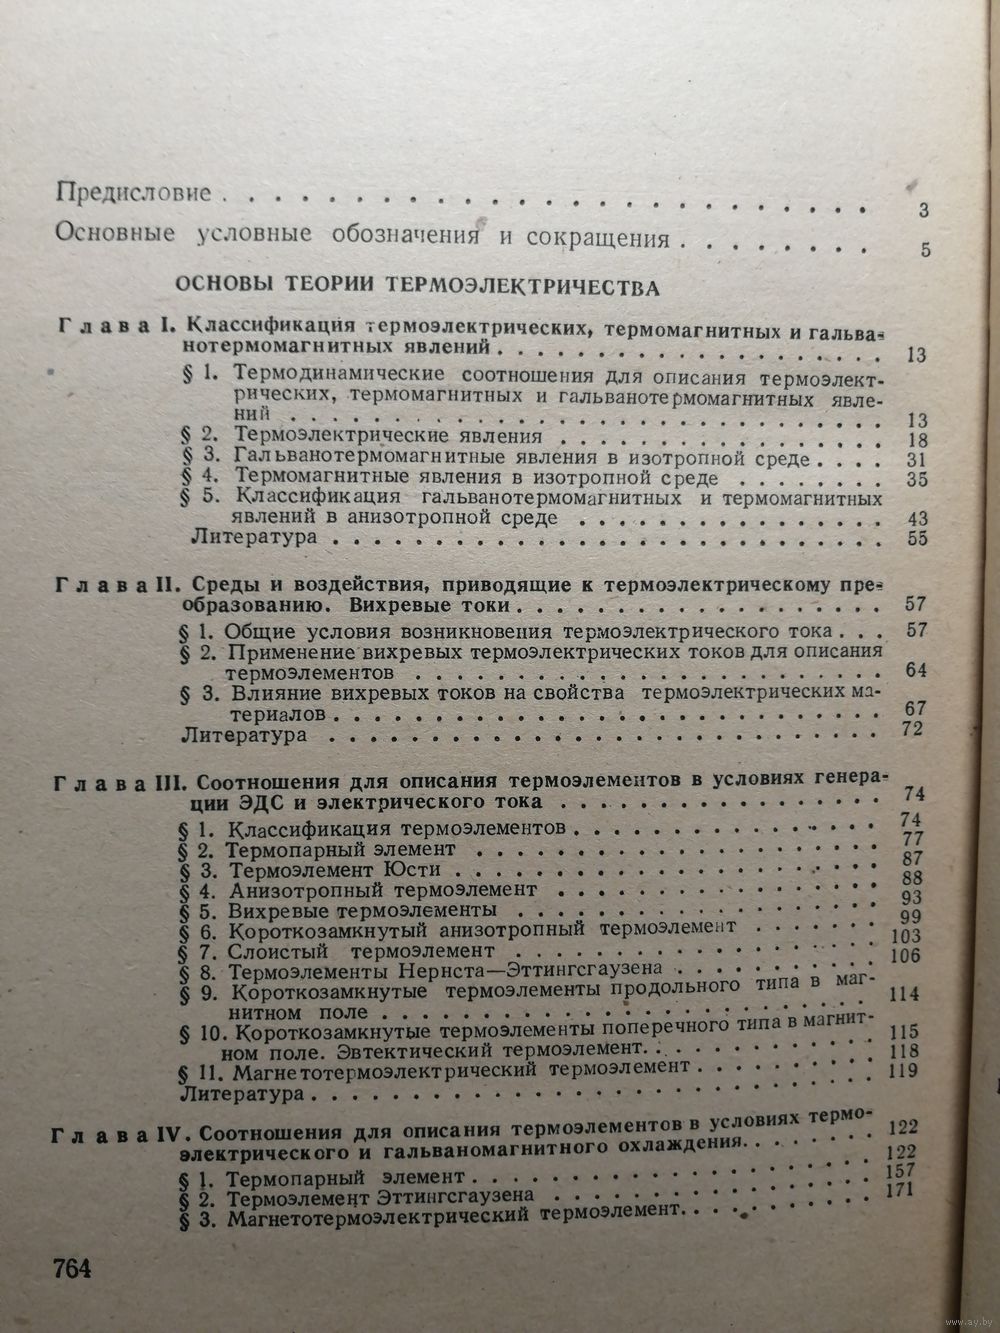 Предисловие . . . . . . . . . . . . . . . . . . . . . . . . 3
Основные условные обозначения и сокращения . . . . . . . . 5
ОСНОВЫ ТЕОРИИ ТЕРМОЭЛЕКТРИЧЕСТВА
Глава I. Классификация термоэлектрических, термомагнитных и гальва-
нотермомагнитных явлений . . . . . . . . . . . . . . . . . . . 13
§ 1. Термодинамические соотношения для описания термоэлект-
рических, термомагнитных и гальванотермомагнитных явле-
ний . . . . . . . . . . . . . . . . . . . . . . . 13
§ 2. Термоэлектрические явления . . . . . . . . . . . . . 18
§ 3. Гальванотермомагнитные явления в изотропной среде . . . . 31
§ 4. Термомагнитные явления в изотропной среде . . . . . . . . 35
§ 5. Классификация гальванотермомагнитных и термомагнитных
явлений в анизотропной среде . . . . . . . . . . . . . 43
Литература . . . . . . . . . . . . . . . . . . . . . . 55
Глава II. Среды и воздействия, приводящие к термоэлектрическому пре-
образованию. Вихревые токи . . . . . . . . . . . . . . . . . . 57
§ 1. Общие условия возникновения термоэлектрического тока . . . 57
§ 2. Применение вихревых термоэлектрических токов для описания
термоэлементов . . . . . . . . . . . . . . . . . . . 64
§ 3. Влияние вихревых токов на свойства термоэлектрических ма-
териалов . . . . . . . . . . . . . . . . . . . . . . 67
Литература . . . . . . . . . . . . . . . . . . . . . . 72
Глава III. Соотношения для описания термоэлементов в условиях генера-
ции ЭДС и электрического тока . . . . . . . . . . . . . . . 74
§ 1. Классификация термоэлементов . . . . . . . . . . . . . 74
§ 2. Термопарный элемент . . . . . . . . . . . . . . . . . 77
§ 3. Термоэлемент Юсти . . . . . . . . . . . . . . . . . . 87
§ 4. Анизотропный термоэлемент . . . . . . . . . . . . . . 88
§ 5. Вихревые термоэлементы . . . . . . . . . . . . . . . 93
§ 6. Короткозамкнутый анизотропный термоэлемент . . . . . . . 99
§ 7. Слоистый термоэлемент . . . . . . . . . . . . . . . 103
§ 8. Термоэлементы Нернста—Эттингсгаузена . . . . . . . . . 106
§ 9. Короткозамкнутые термоэлементы продольного типа в маг-
нитном поле . . . . . . . . . . . . . . . . . . . . 114
§ 10. Короткозамкнутые термоэлементы поперечного типа в магнит-
ном поле. Эвтектический термоэлемент. . . . . . . . . . . 115
§ 11. Магнетотермоэлектрический термоэлемент . . . . . . . . 118
Литература . . . . . . . . . . . . . . . . . . . . . . 119
Глава IV. Соотношения для описания термоэлементов в условиях термо-
электрического и гальваномагнитного охлаждения. . . . . . . . 122
§ 1. Термопарный элемент . . . . . . . . . . . . . . . . 122
§ 2. Термоэлемент Эттингсгаузена . . . . . . . . . . . . . 157
§ 3. Магнетотермоэлектрический термоэлемент. . . . . . . . . 171
764
www.ay.by